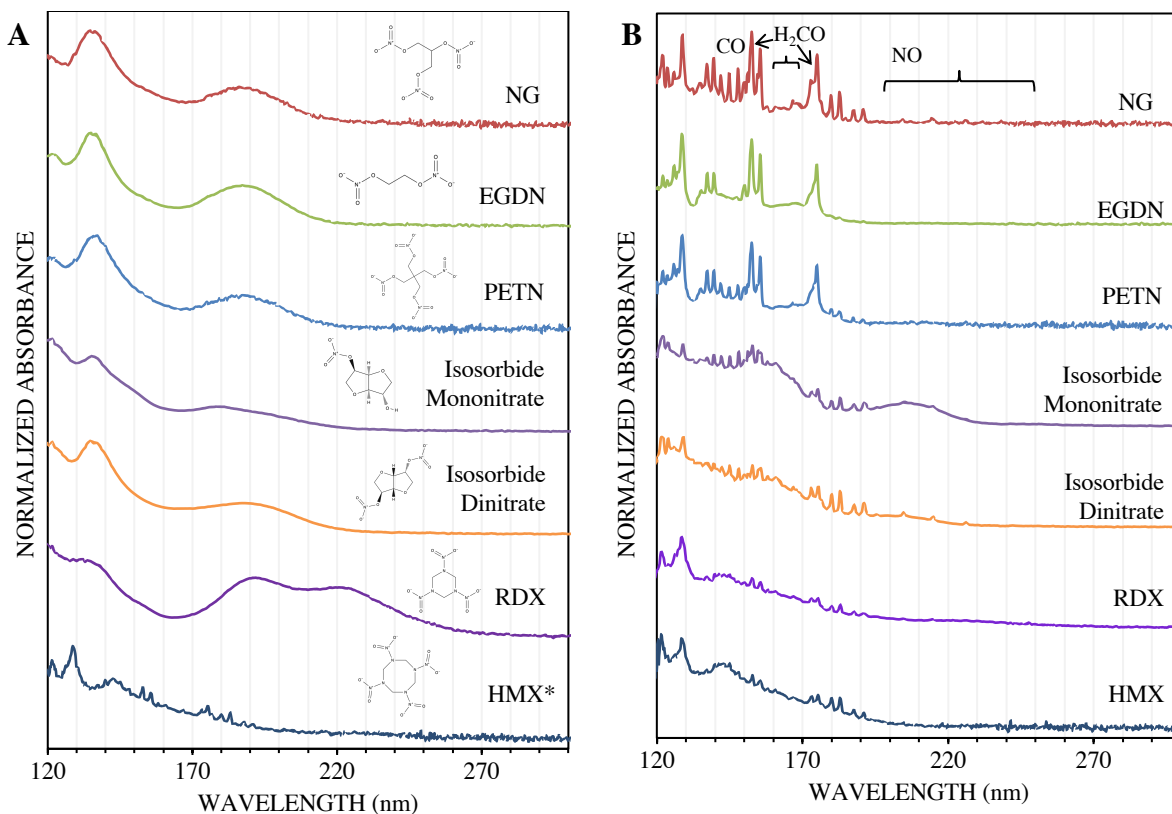 A
NORMALIZED ABSORBANCE
NG
EGDN
PETN
Isosorbide
Mononitrate
Isosorbide
Dinitrate
RDX
HMX*
120 170 220 270
WAVELENGTH (nm)
B
NORMALIZED ABSORBANCE
CO
H₂CO
NO
NG
EGDN
PETN
Isosorbide
Mononitrate
Isosorbide
Dinitrate
RDX
HMX
120 170 220 270
WAVELENGTH (nm)